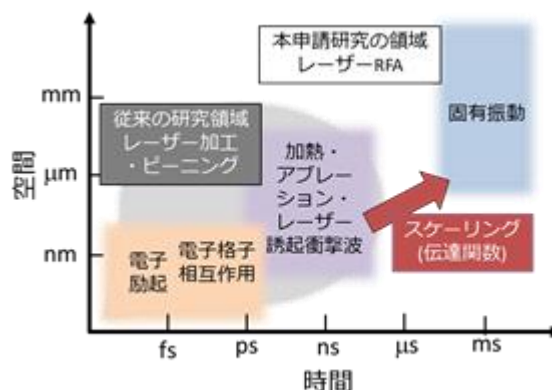 本申請研究の領域
レーザーRFA
mm
従来の研究領域
レーザー加工
・ピーニング
固有振動
加熱・
アブレー
ション・
レーザー
誘起衝撃波
空間
μm
スケーリング
(伝達関数)
nm
電子
励起
電子格子
相互作用
fs
ps
ns
μs
ms
時間